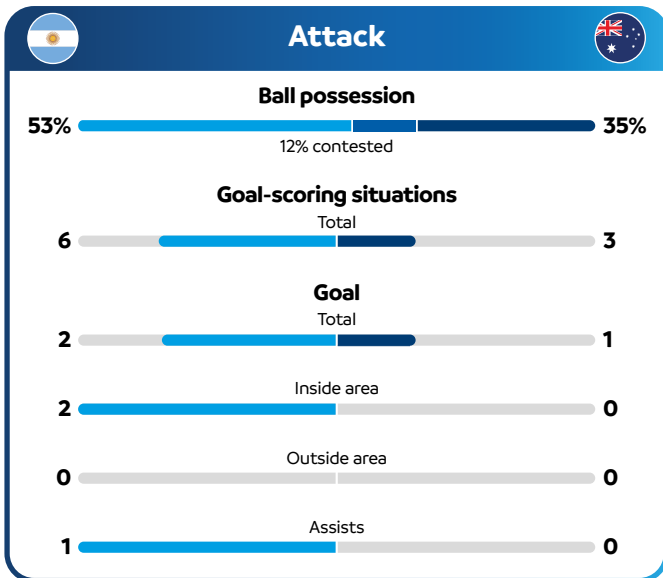 Attack
Ball possession
53% 35%
12% contested
Goal-scoring situations
Total
6 3
Goal
Total
2 1
Inside area
2 0
Outside area
0 0
Assists
1 0